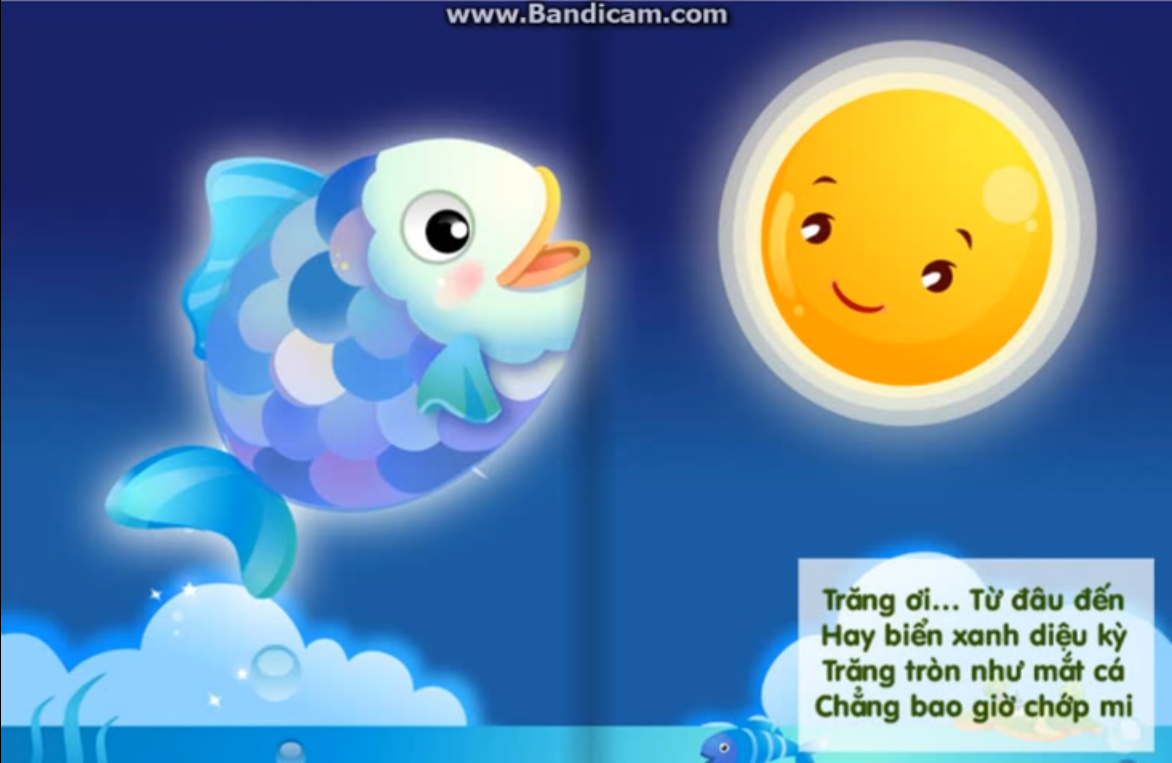 www.Bandicam.com
Trăng ơi... Từ đâu đến
Hay biển xanh diệu kỳ
Trăng tròn như mắt cá
Chẳng bao giờ chớp mi